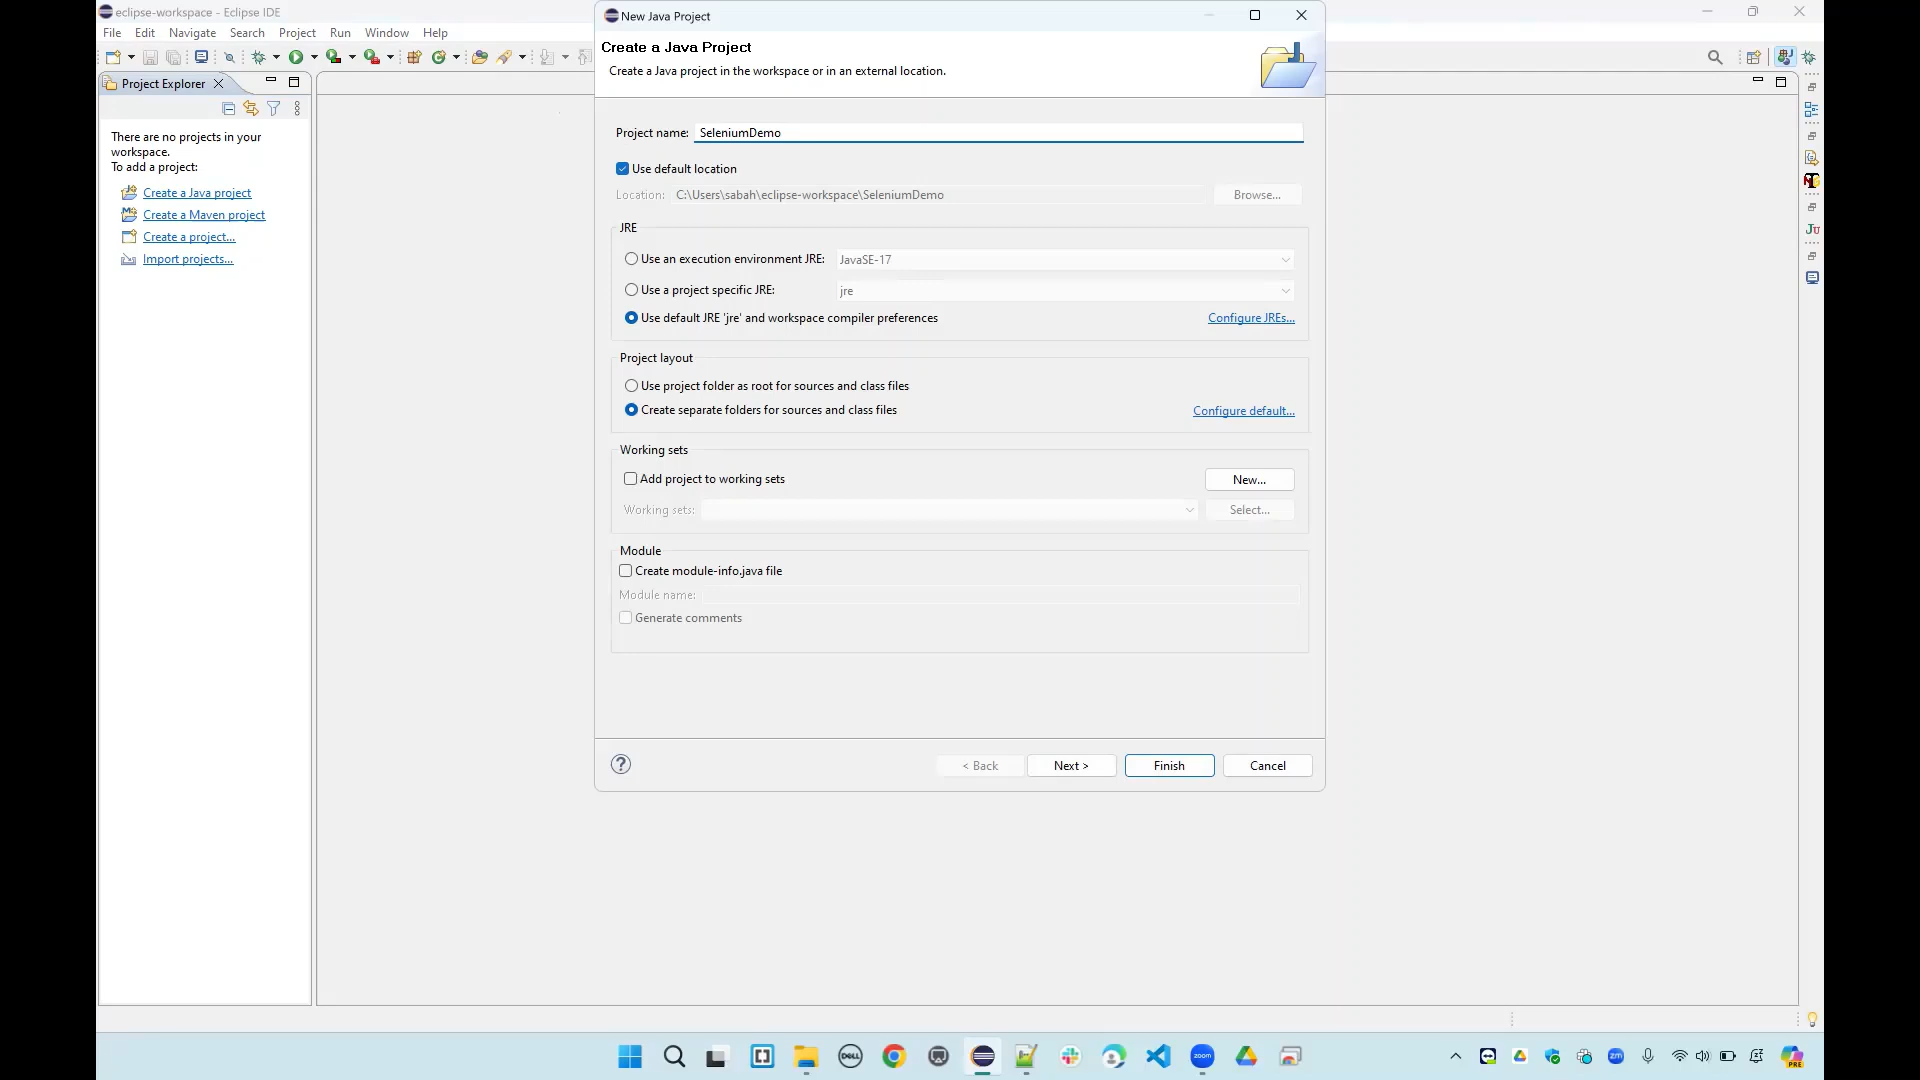 eclipse-workspace - Eclipse IDE
File Edit Navigate Search Project Run Window Help
Project Explorer
There are no projects in your
workspace.
To add a project:
Create a Java project
Create a Maven project
Create a project...
Import projects...
New Java Project
Create a Java Project
Create a Java project in the workspace or in an external location.
Project name: SeleniumDemo
Use default location
Location: C:\Users\sabah\eclipse-workspace\SeleniumDemo Browse...
JRE
Use an execution environment JRE: JavaSE-17
Use a project specific JRE: jre
Use default JRE 'jre' and workspace compiler preferences Configure JREs...
Project layout
Use project folder as root for sources and class files
Create separate folders for sources and class files Configure default...
Working sets
Add project to working sets New...
Working sets: Select...
Module
Create module-info.java file
Module name:
Generate comments
? < Back Next > Finish Cancel
Ju
DELL
zoom
zm
PRE